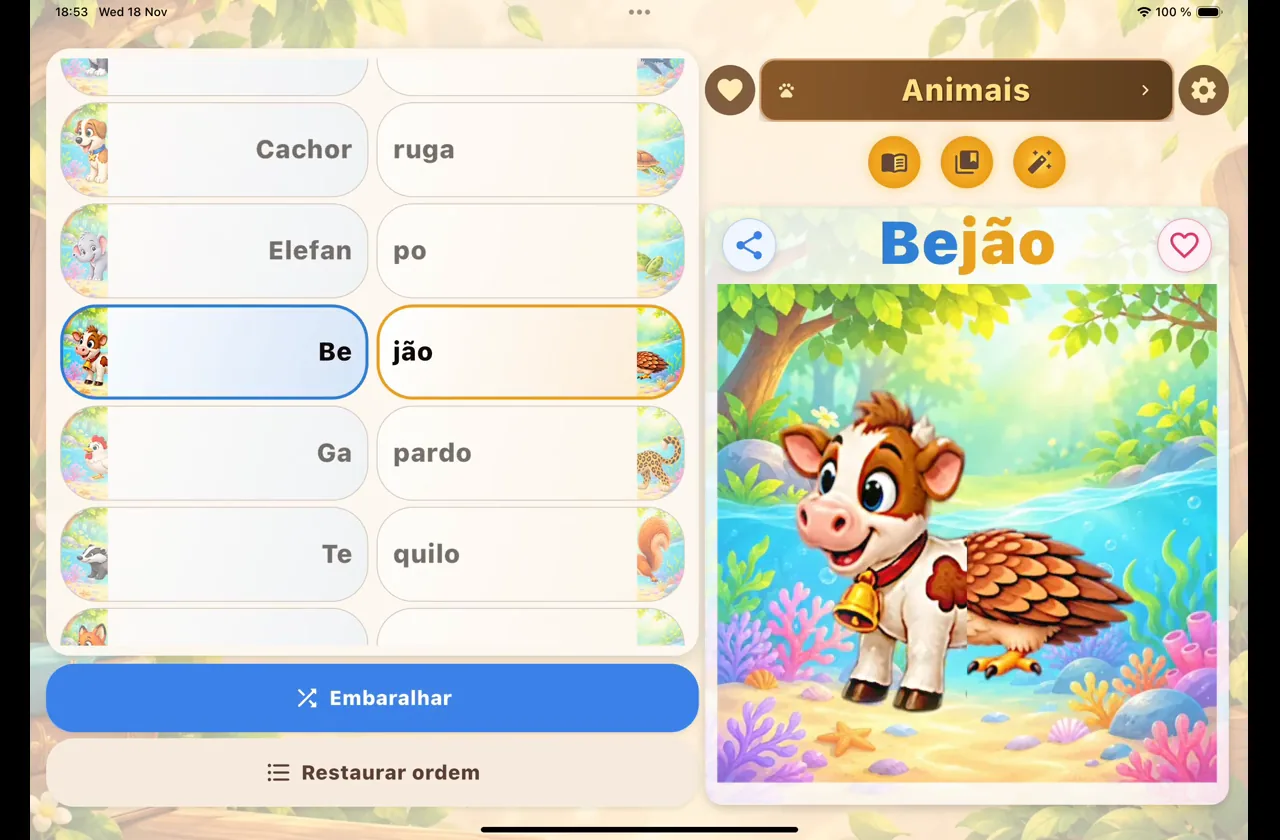 18:53 Wed 18 Nov
100 %
Cachor ruga
Elefan po
Be jão
Ga pardo
Te quilo
Embaralhar
Restaurar ordem
Animais
Bejão